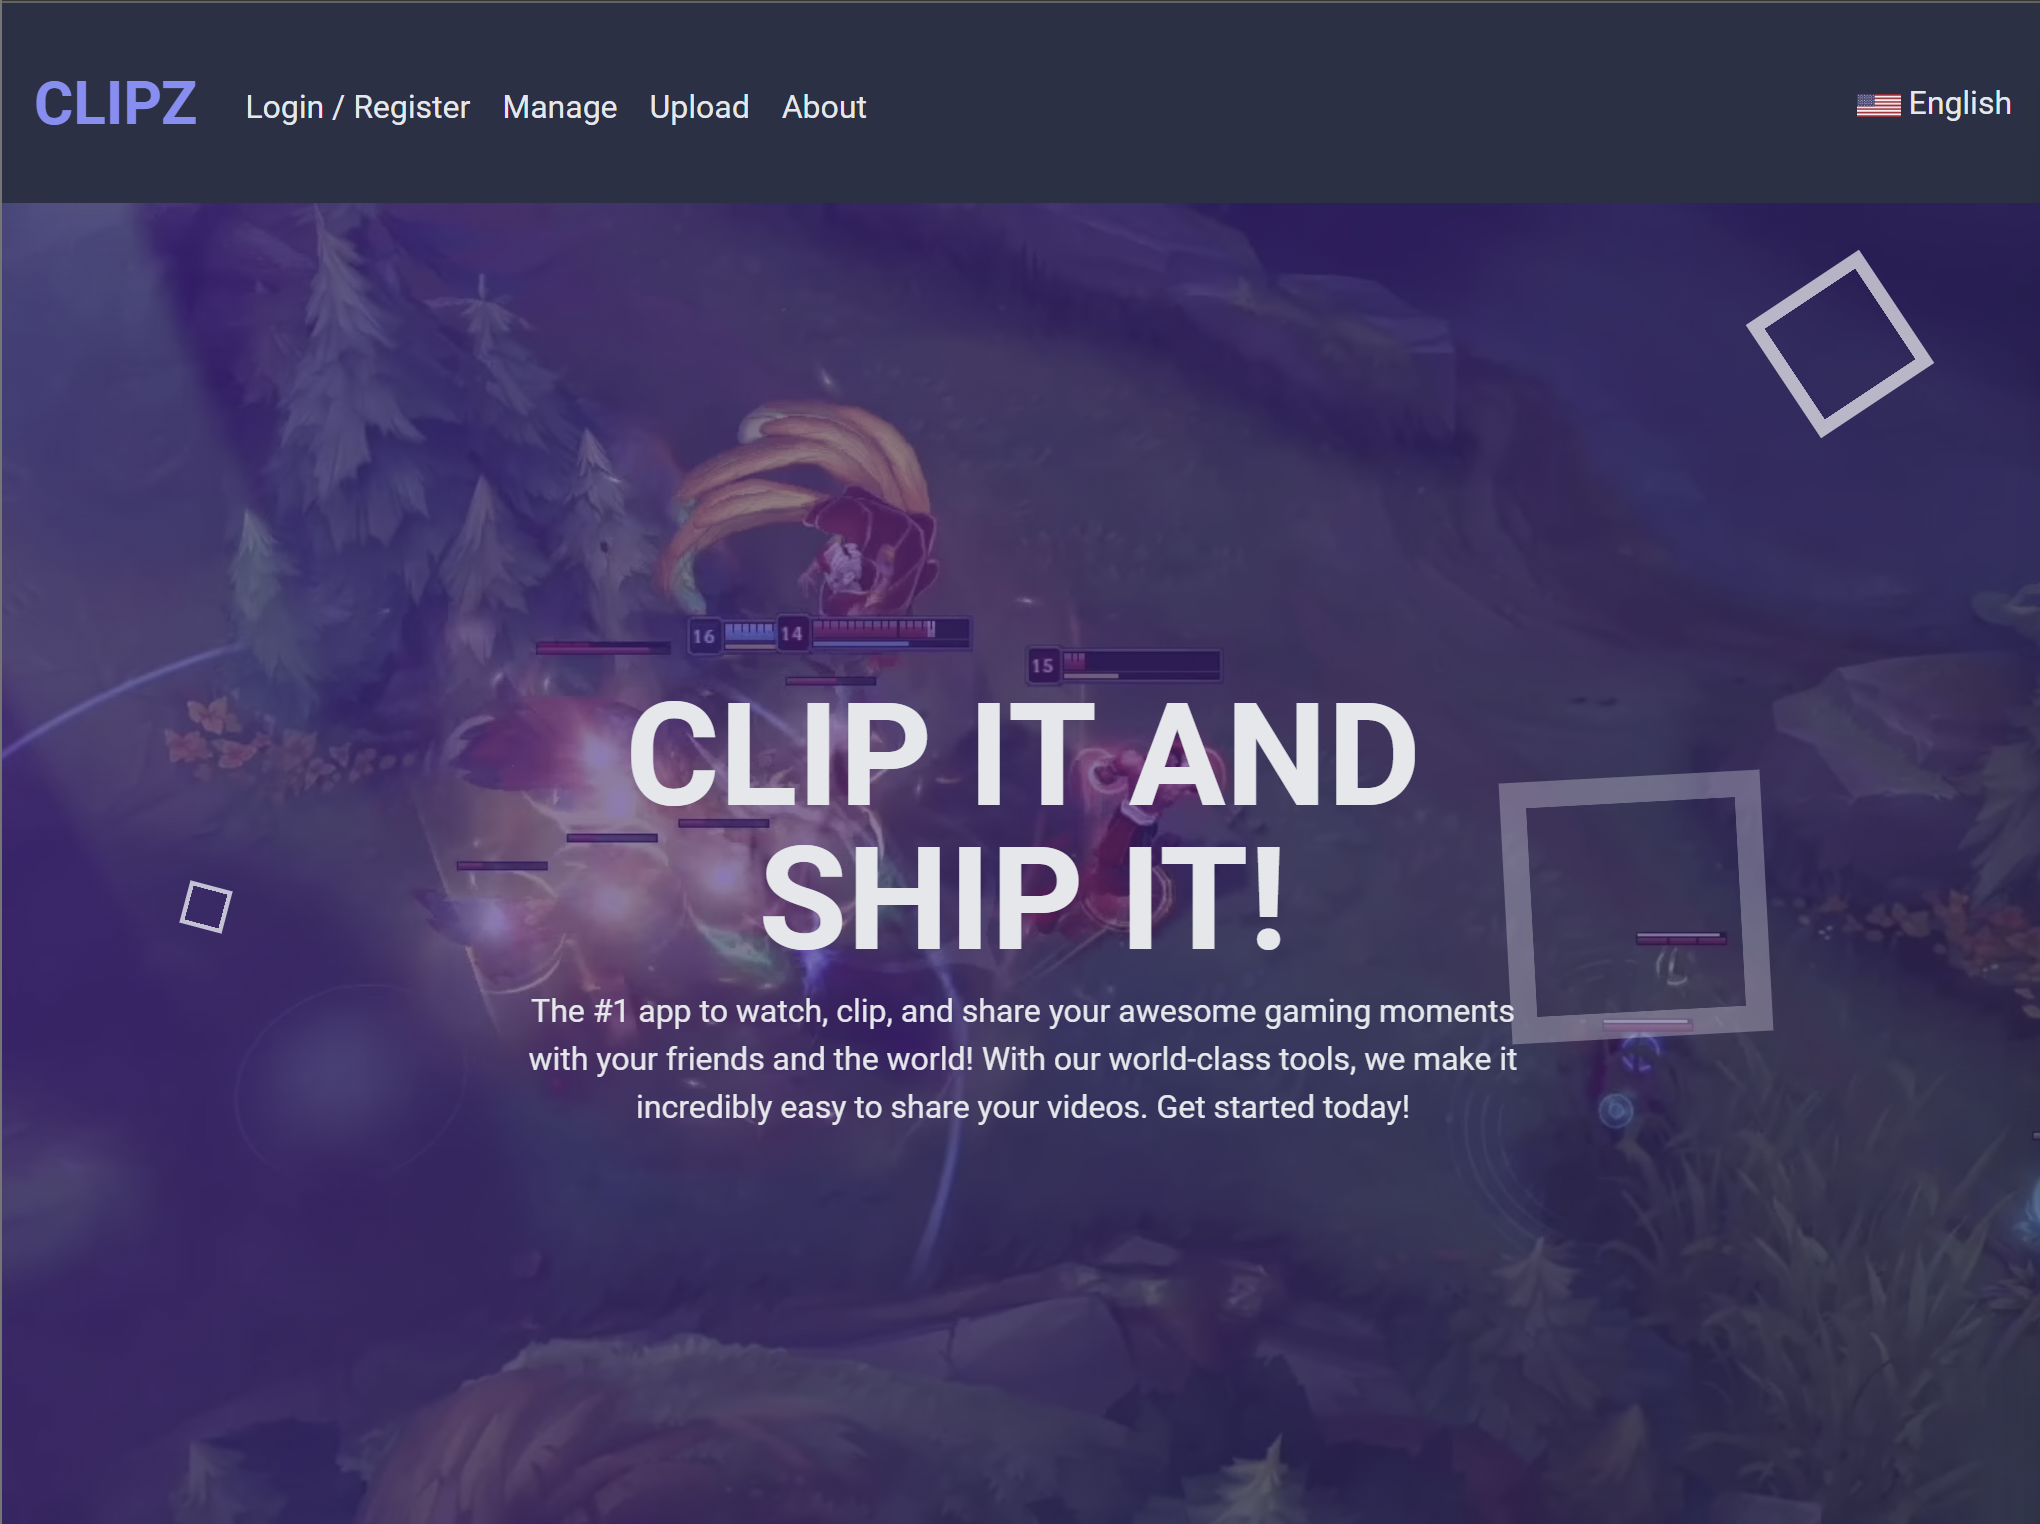 CLIPZ Login / Register Manage Upload About English
16 14
15
CLIP IT AND
SHIP IT!
The #1 app to watch, clip, and share your awesome gaming moments
with your friends and the world! With our world-class tools, we make it
incredibly easy to share your videos. Get started today!